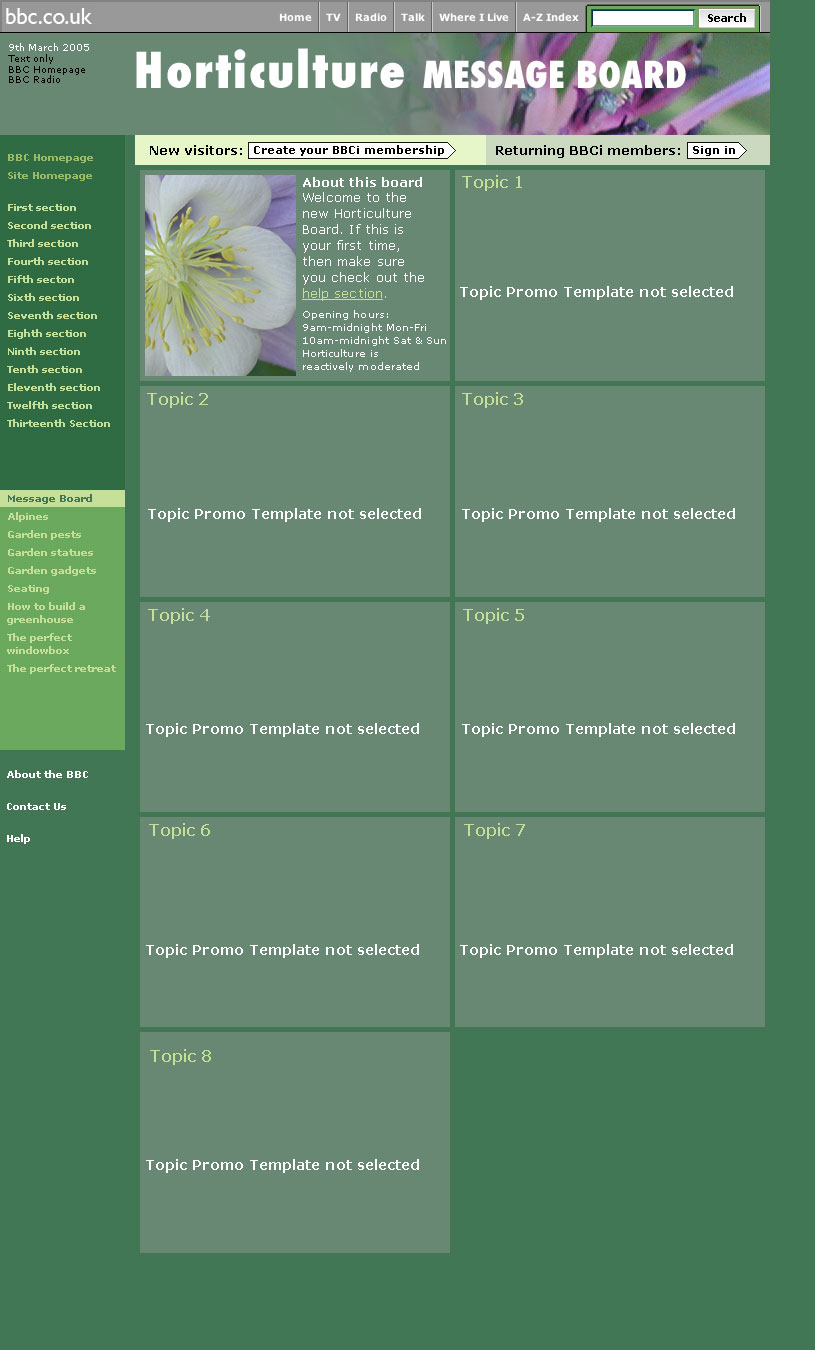 bbc.co.uk
Home TV Radio Talk Where I Live A-Z Index Search
9th March 2005
Text only
BBC Homepage
BBC Radio
Horticulture MESSAGE BOARD
New visitors: Create your BBCi membership
Returning BBCi members: Sign in
BBC Homepage
Site Homepage
First section
Second section
Third section
Fourth section
Fifth secton
Sixth section
Seventh section
Eighth section
Ninth section
Tenth section
Eleventh section
Twelfth section
Thirteenth Section
Message Board
Alpines
Garden pests
Garden statues
Garden gadgets
Seating
How to build a
greenhouse
The perfect
windowbox
The perfect retreat
About the BBC
Contact Us
Help
About this board
Welcome to the
new Horticulture
Board. If this is
your first time,
then make sure
you check out the
help section.
Opening hours:
9am-midnight Mon-Fri
10am-midnight Sat & Sun
Horticulture is
reactively moderated
Topic 1
Topic Promo Template not selected
Topic 2
Topic Promo Template not selected
Topic 3
Topic Promo Template not selected
Topic 4
Topic Promo Template not selected
Topic 5
Topic Promo Template not selected
Topic 6
Topic Promo Template not selected
Topic 7
Topic Promo Template not selected
Topic 8
Topic Promo Template not selected